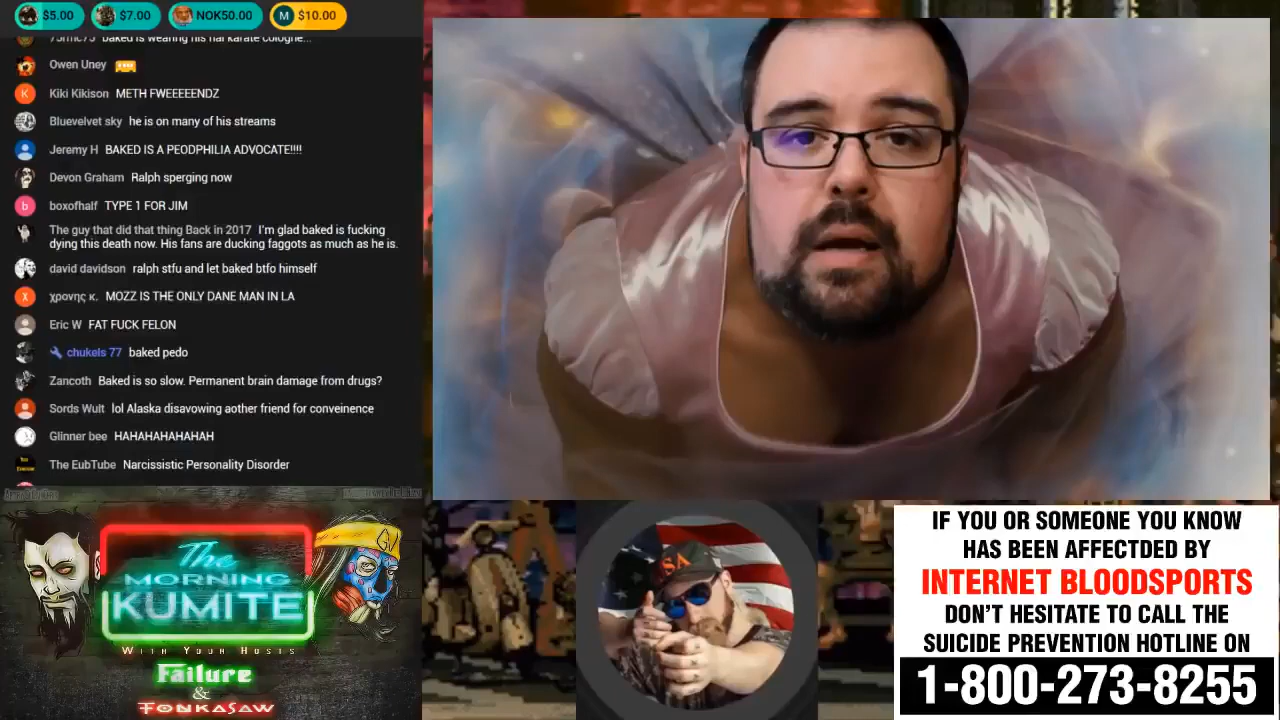 $5.00
$7.00
NOK50.00
M $10.00
75rmc75 baked is wearing his hai karate cologne...
Owen Uney
K Kiki Kikison METH FWEEEEENDZ
Bluevelvet sky he is on many of his streams
Jeremy H BAKED IS A PEODPHILIA ADVOCATE!!!!
Devon Graham Ralph sperging now
b boxofhalf TYPE 1 FOR JIM
The guy that did that thing Back in 2017 I'm glad baked is fucking
dying this death now. His fans are ducking faggots as much as he is.
david davidson ralph stfu and let baked btfo himself
X χρονης κ. MOZZ IS THE ONLY DANE MAN IN LA
Eric W FAT FUCK FELON
chukels 77 baked pedo
Zancoth Baked is so slow. Permanent brain damage from drugs?
Sords Wult lol Alaska disavowing aother friend for conveinence
Glinner bee HAHAHAHAHAHAH
The EubTube Narcissistic Personality Disorder
The
MORNING
KUMITE
WITH YOUR HOSTS
Failure
&
TONKASAW
SA
IF YOU OR SOMEONE YOU KNOW
HAS BEEN AFFECTDED BY
INTERNET BLOODSPORTS
DON'T HESITATE TO CALL THE
SUICIDE PREVENTION HOTLINE ON
1-800-273-8255